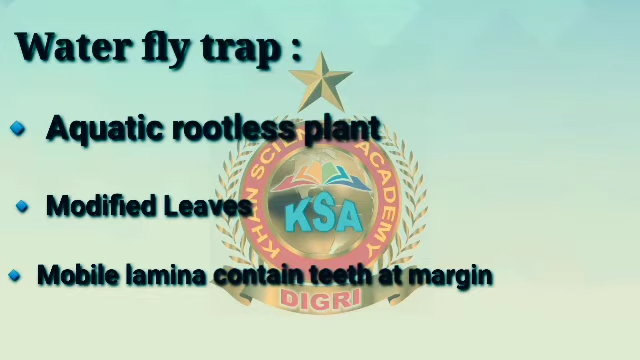 Water fly trap :
Aquatic rootless plant
Modified Leaves
Mobile lamina contain teeth at margin
KHAN SCIENCE ACADEMY
KSA
DIGRI